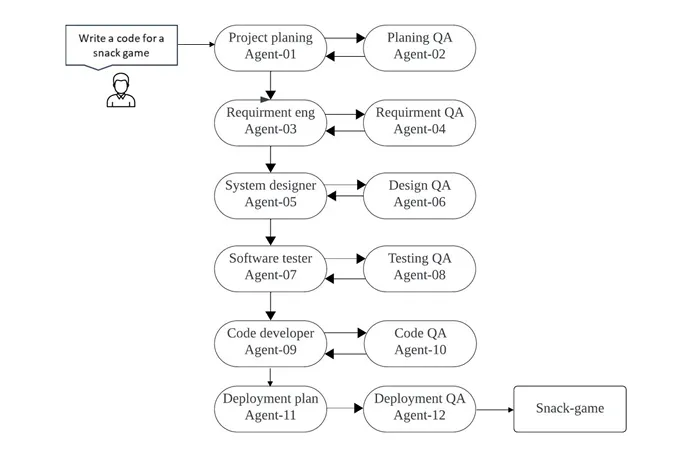 Write a code for a
snack game
Project planing
Agent-01
Planing QA
Agent-02
Requirment eng
Agent-03
Requirment QA
Agent-04
System designer
Agent-05
Design QA
Agent-06
Software tester
Agent-07
Testing QA
Agent-08
Code developer
Agent-09
Code QA
Agent-10
Deployment plan
Agent-11
Deployment QA
Agent-12
Snack-game